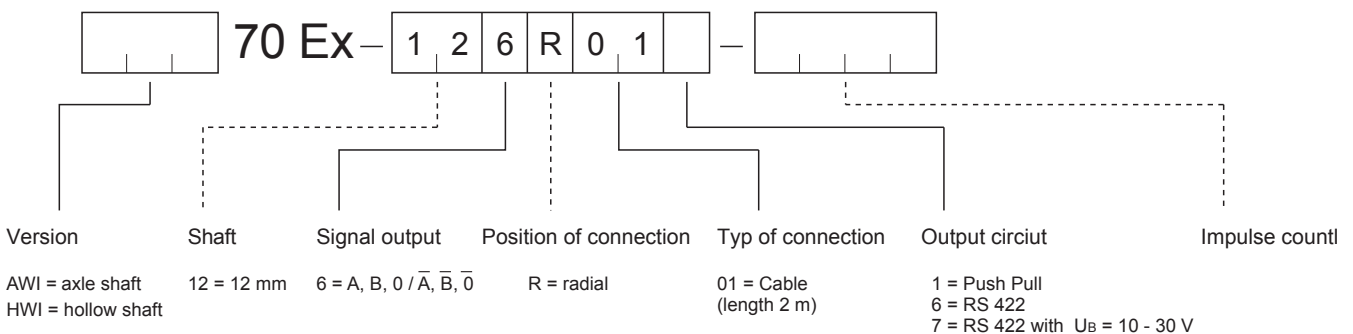 70 Ex – 1 2 6 R 0 1 –
Version Shaft Signal output Position of connection Typ of connection Output circiut Impulse countl
AWI = axle shaft 12 = 12 mm 6 = A, B, 0 / A̅, B̅, 0̅ R = radial 01 = Cable 1 = Push Pull
HWI = hollow shaft (length 2 m) 6 = RS 422
7 = RS 422 with UB = 10 - 30 V